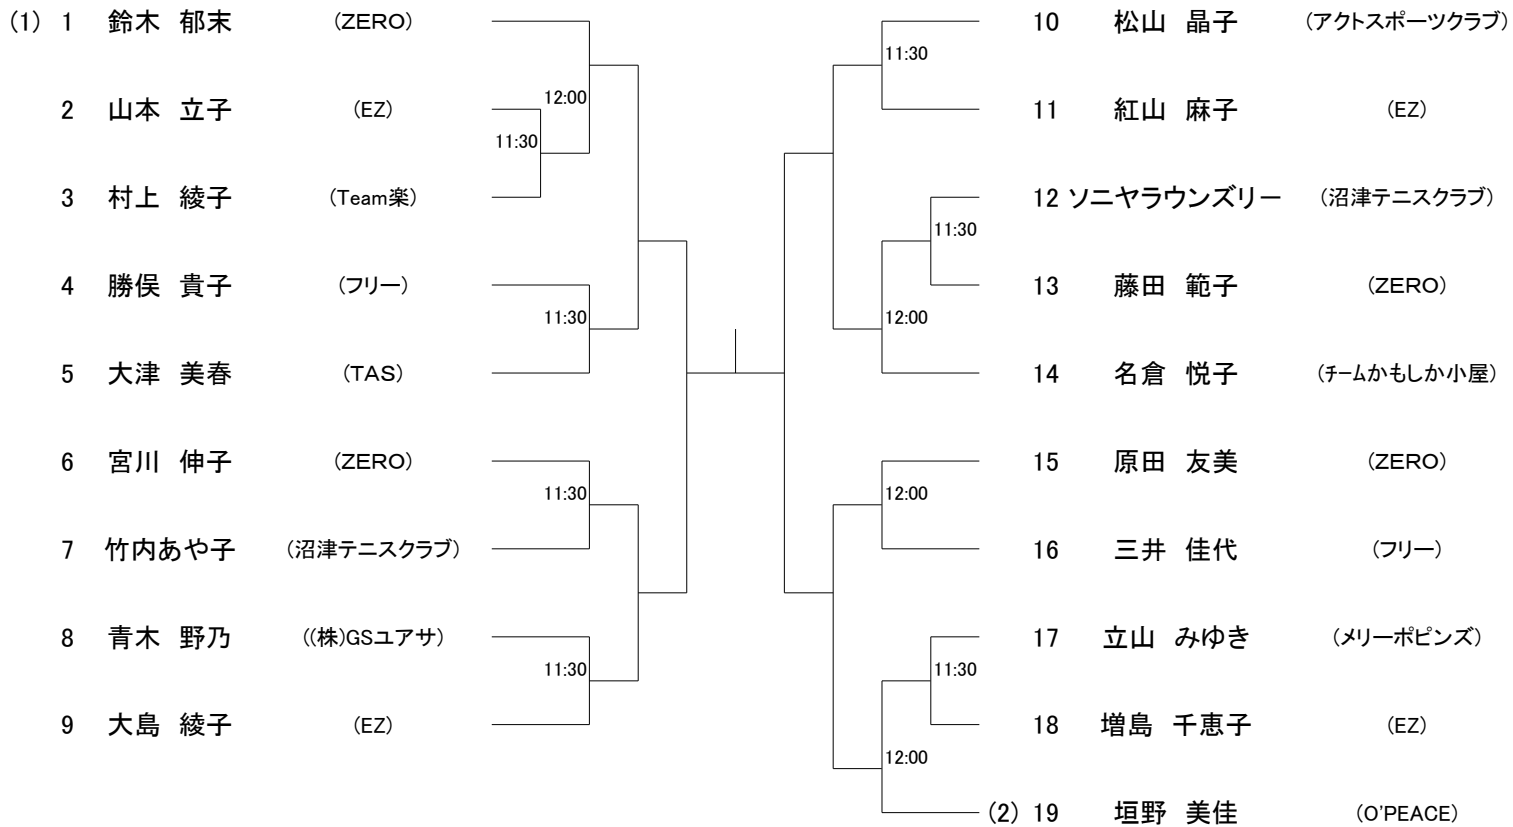 (1) 1 鈴木 郁末 (ZERO)
12:00
2 山本 立子 (EZ)
11:30
3 村上 綾子 (Team楽)
4 勝俣 貴子 (フリー)
11:30
5 大津 美春 (TAS)
6 宮川 伸子 (ZERO)
11:30
7 竹内あや子 (沼津テニスクラブ)
8 青木 野乃 ((株)GSユアサ)
11:30
9 大島 綾子 (EZ)
10 松山 晶子 (アクトスポーツクラブ)
11:30
11 紅山 麻子 (EZ)
12 ソニヤラウンズリー (沼津テニスクラブ)
11:30
13 藤田 範子 (ZERO)
12:00
14 名倉 悦子 (チームかもしか小屋)
15 原田 友美 (ZERO)
12:00
16 三井 佳代 (フリー)
17 立山 みゆき (メリーポピンズ)
11:30
18 増島 千恵子 (EZ)
12:00
(2) 19 垣野 美佳 (O'PEACE)